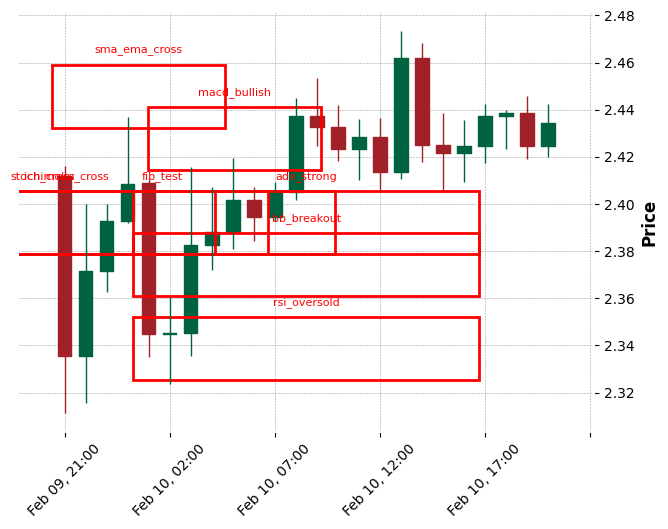 2.48
sma_ema_cross
2.46
macd_bullish
2.44
2.42
fib_test
adx_strong
2.40
bb_breakout
Price
2.38
2.36
rsi_oversold
2.34
2.32
Feb 09, 21:00
Feb 10, 02:00
Feb 10, 07:00
Feb 10, 12:00
Feb 10, 17:00